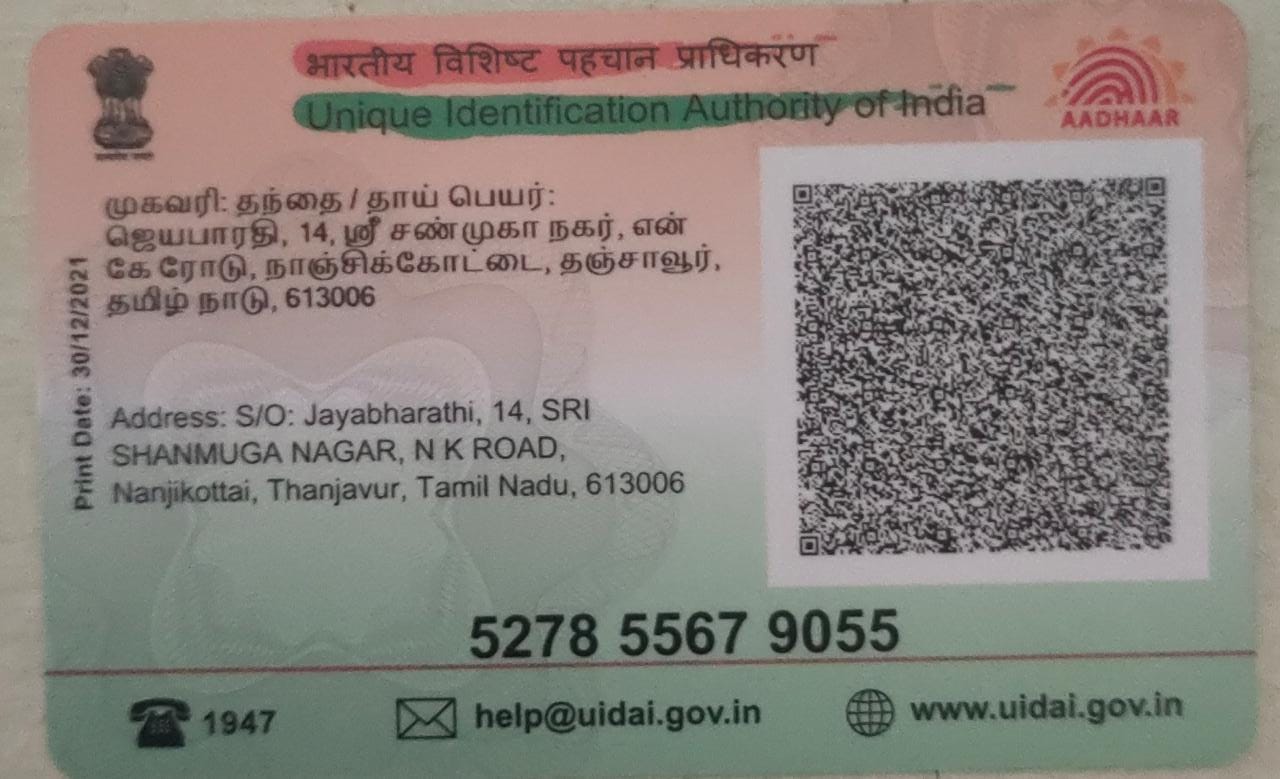 भारतीय विशिष्ट पहचान प्राधिकरण
Unique Identification Authority of India
AADHAAR
முகவரி: தந்தை / தாய் பெயர்:
ஜெயபாரதி, 14, ஸ்ரீ சண்முகா நகர், என்
கே ரோடு, நாஞ்சிக்கோட்டை, தஞ்சாவூர்,
தமிழ் நாடு, 613006
Print Date: 30/12/2021
Address: S/O: Jayabharathi, 14, SRI
SHANMUGA NAGAR, N K ROAD,
Nanjikottai, Thanjavur, Tamil Nadu, 613006
5278 5567 9055
1947
help@uidai.gov.in
www.uidai.gov.in